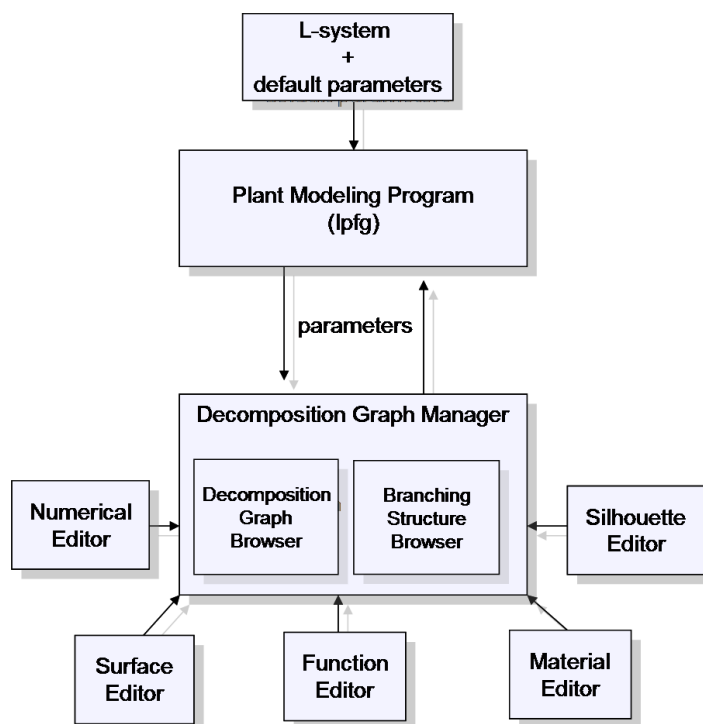 L-system
+
default parameters
Plant Modeling Program
(lpfg)
parameters
Decomposition Graph Manager
Decomposition
Graph
Browser
Branching
Structure
Browser
Numerical
Editor
Silhouette
Editor
Surface
Editor
Function
Editor
Material
Editor